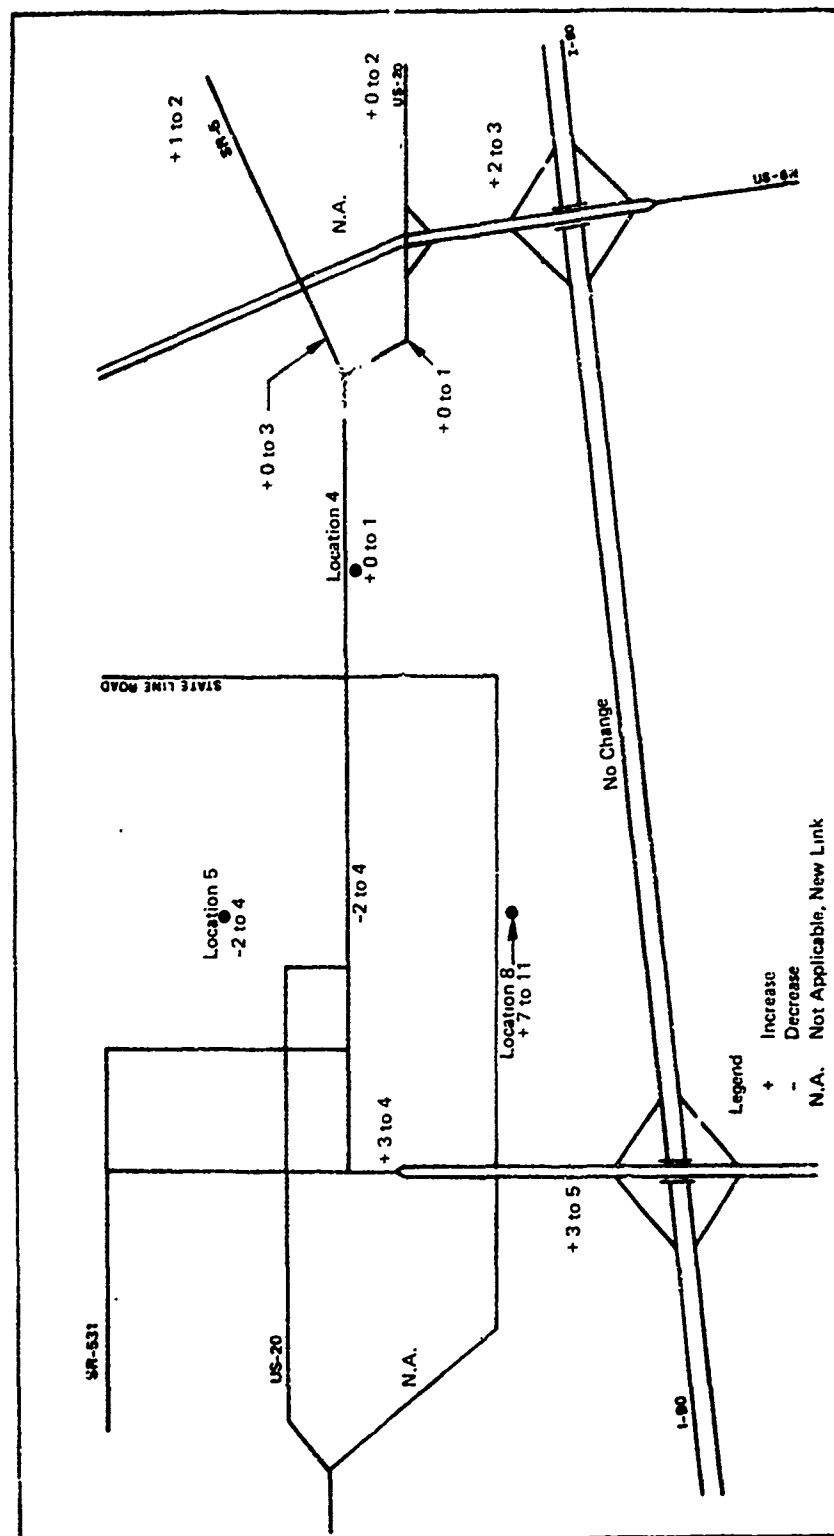 SR-531
US-20
N.A.
I-90
+ 3 to 5
+ 3 to 4
Location 5
-2 to 4
-2 to 4
Location 8
+ 7 to 11
STATE LINE ROAD
No Change
Location 4
+ 0 to 1
+ 0 to 3
+ 0 to 1
N.A.
+ 1 to 2
SR-5
+ 0 to 2
US-20
+ 2 to 3
I-90
Legend
+ Increase
- Decrease
N.A. Not Applicable, New Link